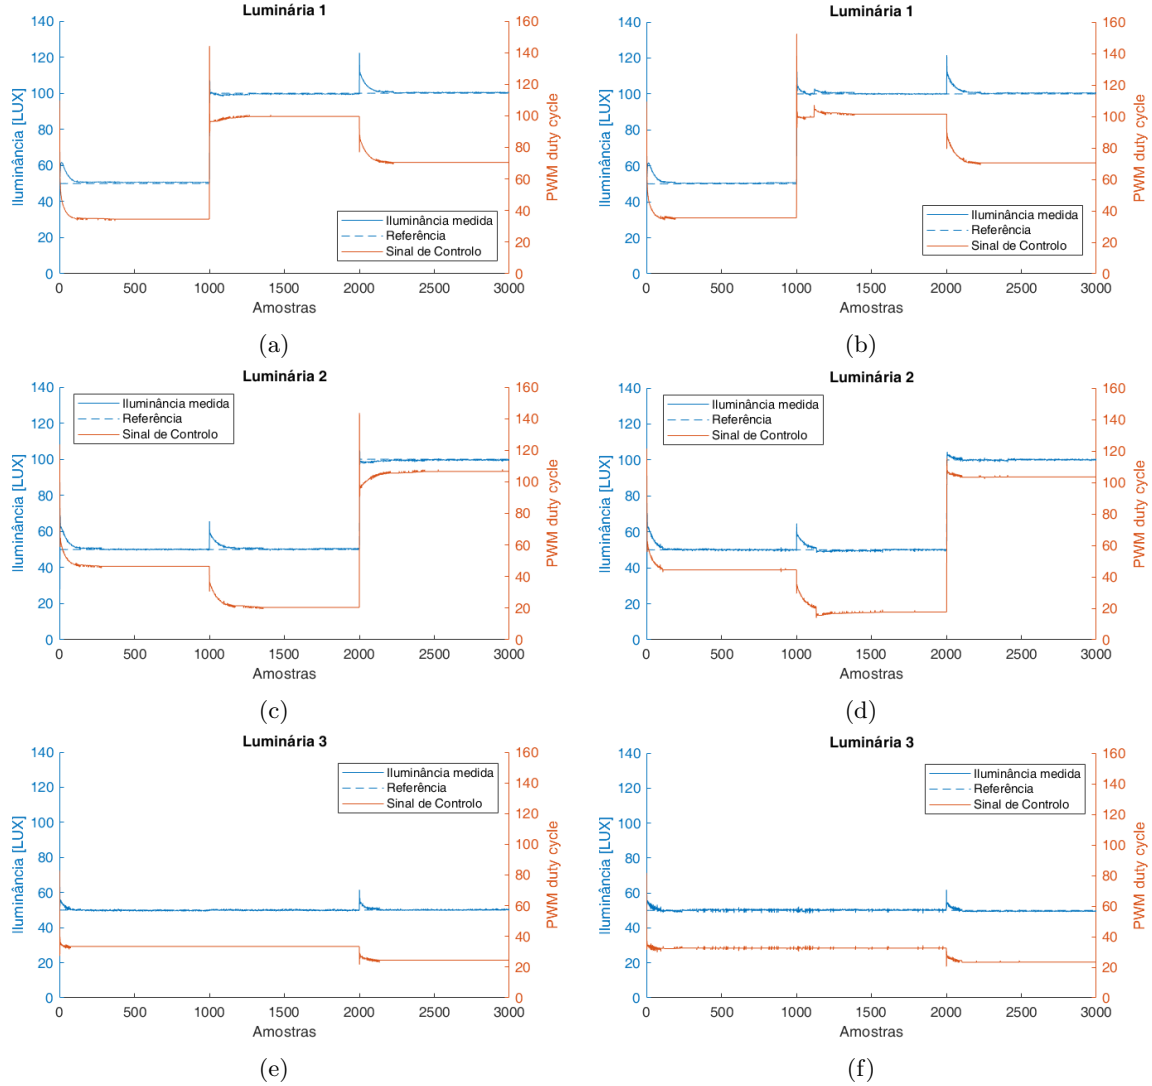 Luminária 1
140
120
100
80
60
40
20
0
Iluminância [LUX]
160
140
120
100
80
60
40
20
0
PWM duty cycle
Iluminância medida
Referência
Sinal de Controlo
0 500 1000 1500 2000 2500 3000
Amostras
(a)
Luminária 1
140
120
100
80
60
40
20
0
Iluminância [LUX]
160
140
120
100
80
60
40
20
0
PWM duty cycle
Iluminância medida
Referência
Sinal de Controlo
0 500 1000 1500 2000 2500 3000
Amostras
(b)
Luminária 2
140
120
100
80
60
40
20
0
Iluminância [LUX]
160
140
120
100
80
60
40
20
0
PWM duty cycle
Iluminância medida
Referência
Sinal de Controlo
0 500 1000 1500 2000 2500 3000
Amostras
(c)
Luminária 2
140
120
100
80
60
40
20
0
Iluminância [LUX]
160
140
120
100
80
60
40
20
0
PWM duty cycle
Iluminância medida
Referência
Sinal de Controlo
0 500 1000 1500 2000 2500 3000
Amostras
(d)
Luminária 3
140
120
100
80
60
40
20
0
Iluminância [LUX]
160
140
120
100
80
60
40
20
0
PWM duty cycle
Iluminância medida
Referência
Sinal de Controlo
0 500 1000 1500 2000 2500 3000
Amostras
(e)
Luminária 3
140
120
100
80
60
40
20
0
Iluminância [LUX]
160
140
120
100
80
60
40
20
0
PWM duty cycle
Iluminância medida
Referência
Sinal de Controlo
0 500 1000 1500 2000 2500 3000
Amostras
(f)